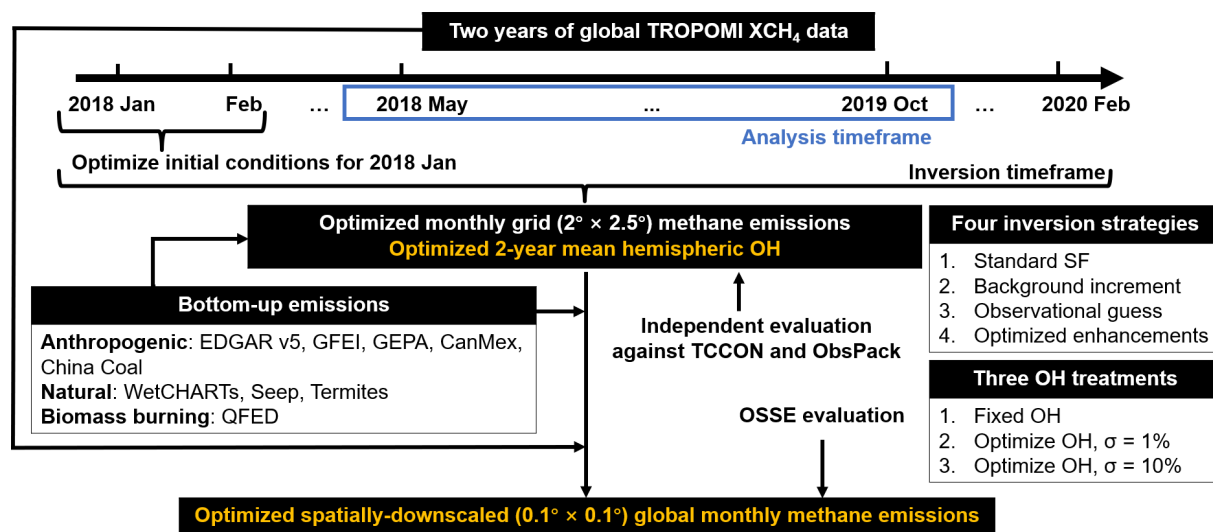 Two years of global TROPOMI XCH₄ data
2018 Jan Feb ... 2018 May ... 2019 Oct ... 2020 Feb
Analysis timeframe
Optimize initial conditions for 2018 Jan
Inversion timeframe
Optimized monthly grid (2° × 2.5°) methane emissions
Optimized 2-year mean hemispheric OH
Four inversion strategies
1. Standard SF
2. Background increment
3. Observational guess
4. Optimized enhancements
Bottom-up emissions
Anthropogenic: EDGAR v5, GFEI, GEPA, CanMex,
China Coal
Natural: WetCHARTs, Seep, Termites
Biomass burning: QFED
Independent evaluation
against TCCON and ObsPack
Three OH treatments
1. Fixed OH
2. Optimize OH, σ = 1%
3. Optimize OH, σ = 10%
OSSE evaluation
Optimized spatially-downscaled (0.1° × 0.1°) global monthly methane emissions